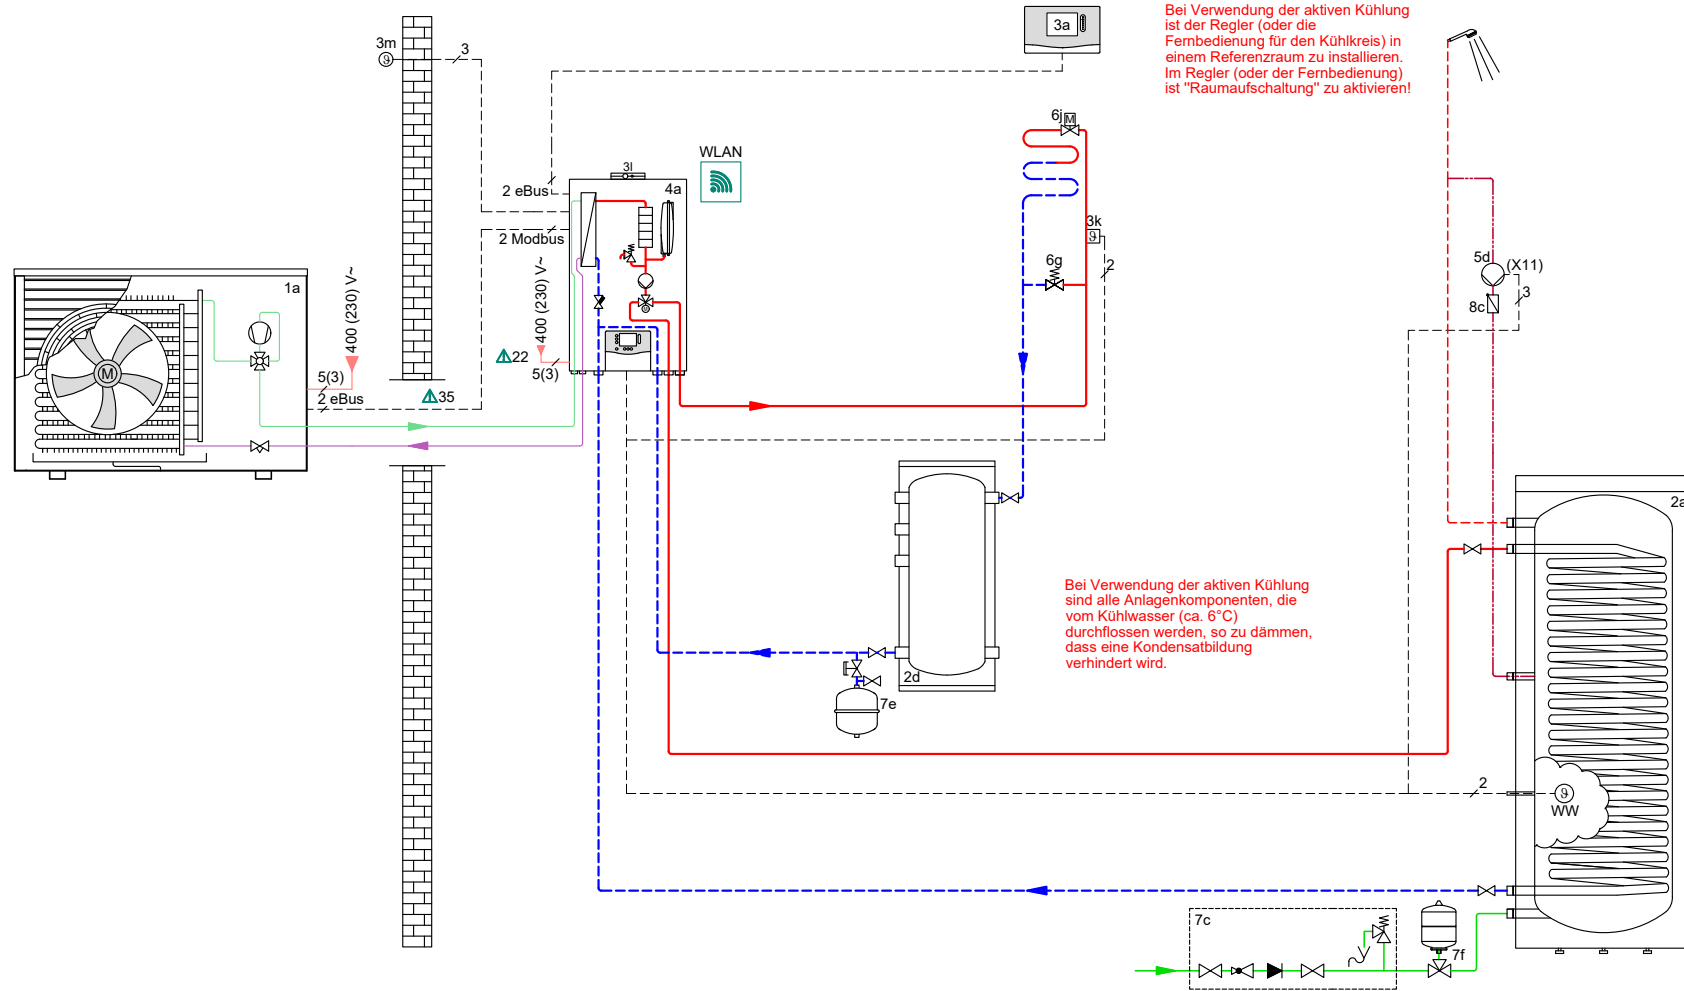 Bei Verwendung der aktiven Kühlung
ist der Regler (oder die
Fernbedienung für den Kühlkreis) in
einem Referenzraum zu installieren.
Im Regler (oder der Fernbedienung)
ist "Raumaufschaltung" zu aktivieren!
3a
3m
ϑ
3
6j
M
WLAN
3l
2 eBus
4a
3k
ϑ
2 Modbus
2
6g
5d
(X11)
3
8c
1a
400 (230) V~
400 (230) V~
M
M
22
5(3)
5(3)
2 eBus
35
2a
Bei Verwendung der aktiven Kühlung
sind alle Anlagenkomponenten, die
vom Kühlwasser (ca. 6°C)
durchflossen werden, so zu dämmen,
dass eine Kondensatbildung
verhindert wird.
2d
7e
2
ϑ
WW
7c
7f